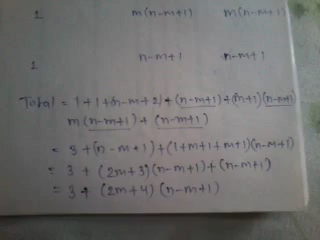 1 m(n-m+1) m(n-m+1)
1 n-m+1 n-m+1
Total = 1+1+(n-m+2)+(n-m+1)+(m+1)(n-m+1)
m(n-m+1) + (n-m+1)
= 3+(n-m+1)+(1+m+1+m+1)(n-m+1)
= 3 + (2m+3)(n-m+1)+(n-m+1)
= 3 + (2m+4) (n-m+1)